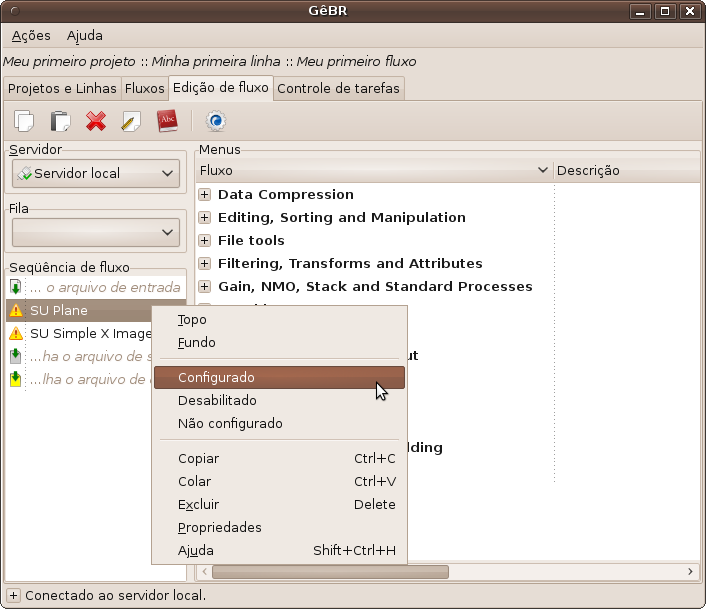 GêBR
Ações Ajuda
Meu primeiro projeto :: Minha primeira linha :: Meu primeiro fluxo
Projetos e Linhas Fluxos Edição de fluxo Controle de tarefas
Abc
Servidor
Servidor local
Fila
Seqüência de fluxo
... o arquivo de entrada
SU Plane
SU Simple X Image
...ha o arquivo de s
...lha o arquivo de
Menus
Fluxo Descrição
Data Compression
Editing, Sorting and Manipulation
File tools
Filtering, Transforms and Attributes
Gain, NMO, Stack and Standard Processes
ut
lding
Topo
Fundo
Configurado
Desabilitado
Não configurado
Copiar Ctrl+C
Colar Ctrl+V
Excluir Delete
Propriedades
Ajuda Shift+Ctrl+H
Conectado ao servidor local.